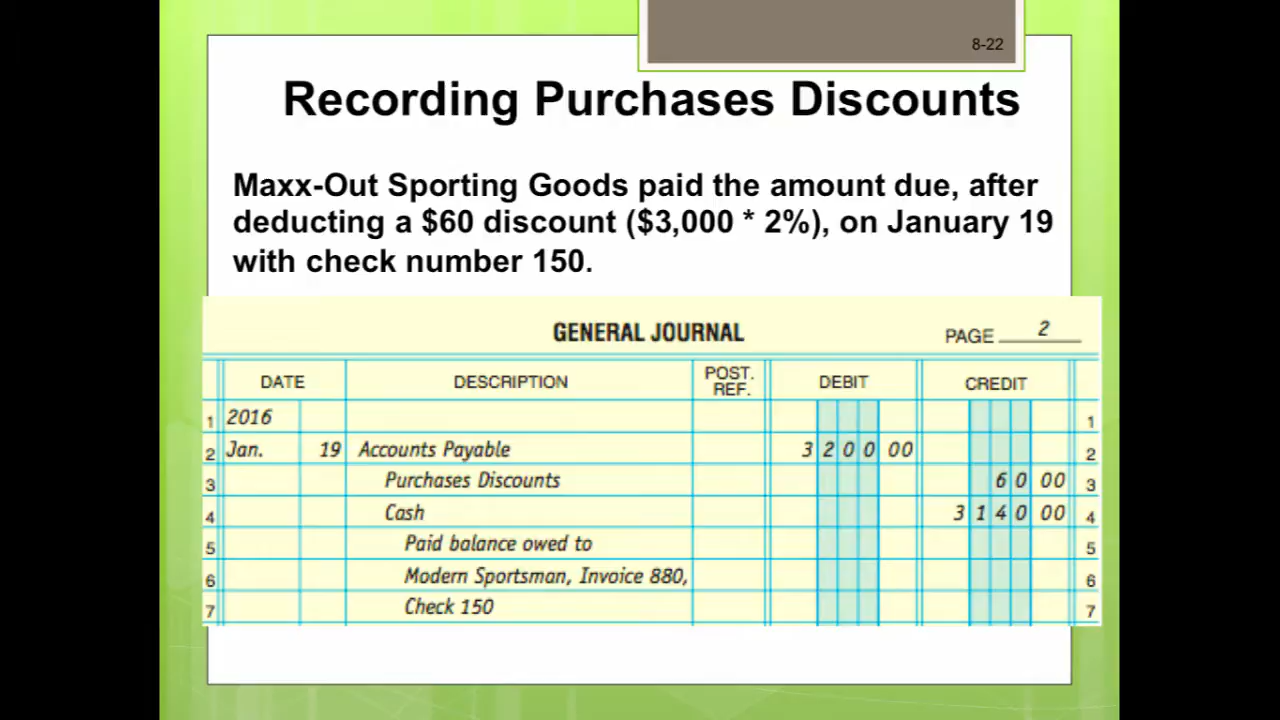 8-22
Recording Purchases Discounts
Maxx-Out Sporting Goods paid the amount due, after
deducting a $60 discount ($3,000 * 2%), on January 19
with check number 150.
GENERAL JOURNAL PAGE 2
DATE DESCRIPTION POST. REF. DEBIT CREDIT
1 2016 1
2 Jan. 19 Accounts Payable 3 2 0 0 00 2
3 Purchases Discounts 6 0 00 3
4 Cash 3 1 4 0 00 4
5 Paid balance owed to 5
6 Modern Sportsman, Invoice 880, 6
7 Check 150 7